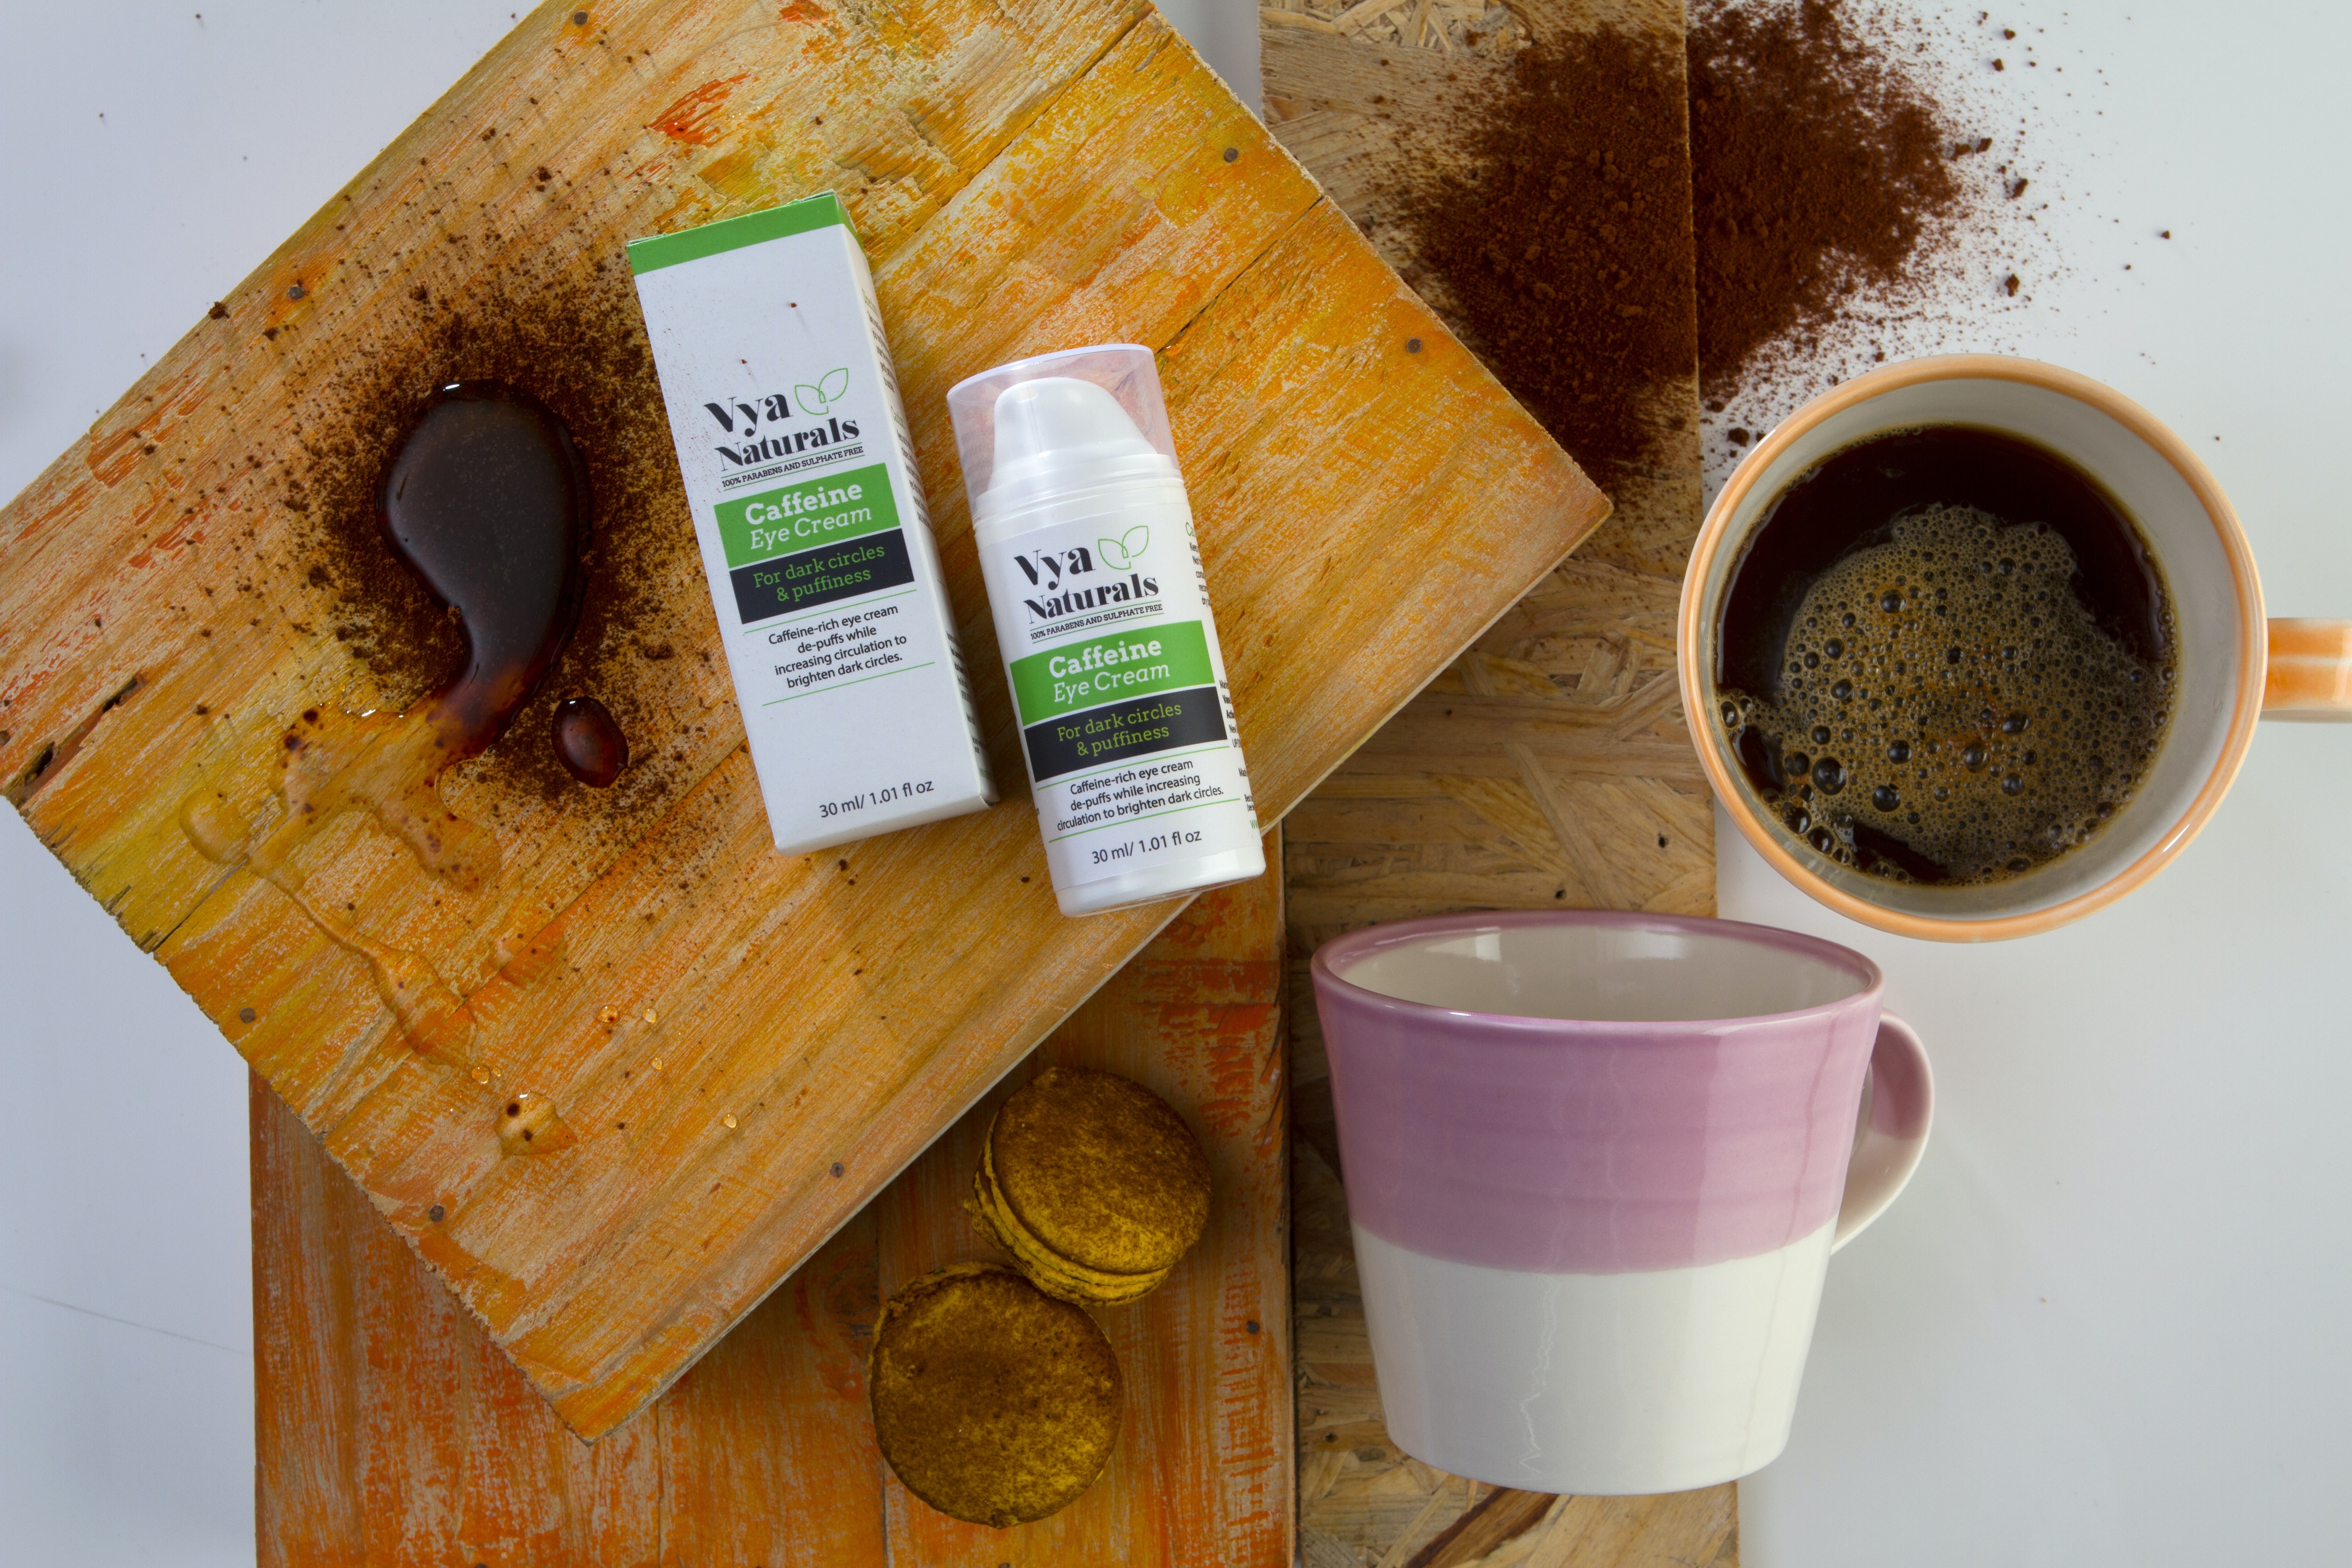 Vya
Naturals
100% PARABENS AND SULPHATE FREE
Caffeine
Eye Cream
For dark circles
& puffiness
Caffeine-rich eye cream
de-puffs while
increasing circulation to
brighten dark circles.
30 ml/ 1.01 fl oz
Vya
Naturals
100% PARABENS AND SULPHATE FREE
Caffeine
Eye Cream
For dark circles
& puffiness
Caffeine-rich eye cream
de-puffs while increasing
circulation to brighten dark circles.
30 ml/ 1.01 fl oz